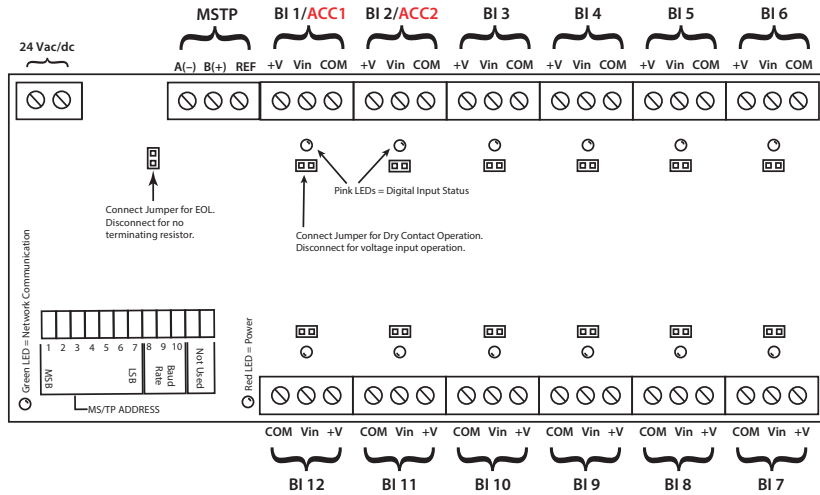 MSTP BI 1/ACC1 BI 2/ACC2 BI 3 BI 4 BI 5 BI 6
24 Vac/dc
A(–) B(+) REF +V Vin COM +V Vin COM +V Vin COM +V Vin COM +V Vin COM +V Vin COM
Pink LEDs = Digital Input Status
Connect Jumper for EOL.
Disconnect for no
terminating resistor.
Connect Jumper for Dry Contact Operation.
Disconnect for voltage input operation.
Green LED = Network Communication
1 2 3 4 5 6 7 8 9 10
MSB
LSB
Baud
Rate
Not Used
MS/TP ADDRESS
Red LED = Power
COM Vin +V COM Vin +V COM Vin +V COM Vin +V COM Vin +V COM Vin +V
BI 12 BI 11 BI 10 BI 9 BI 8 BI 7